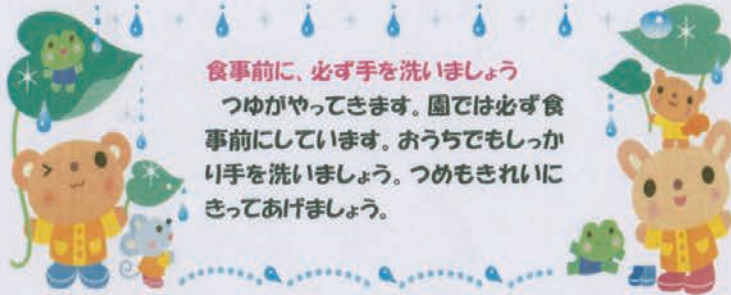 食事前に、必ず手を洗いましょう
つゆがやってきます。園では必ず食
事前にしています。おうちでもしっか
り手を洗いましょう。つめもきれいに
きってあげましょう。